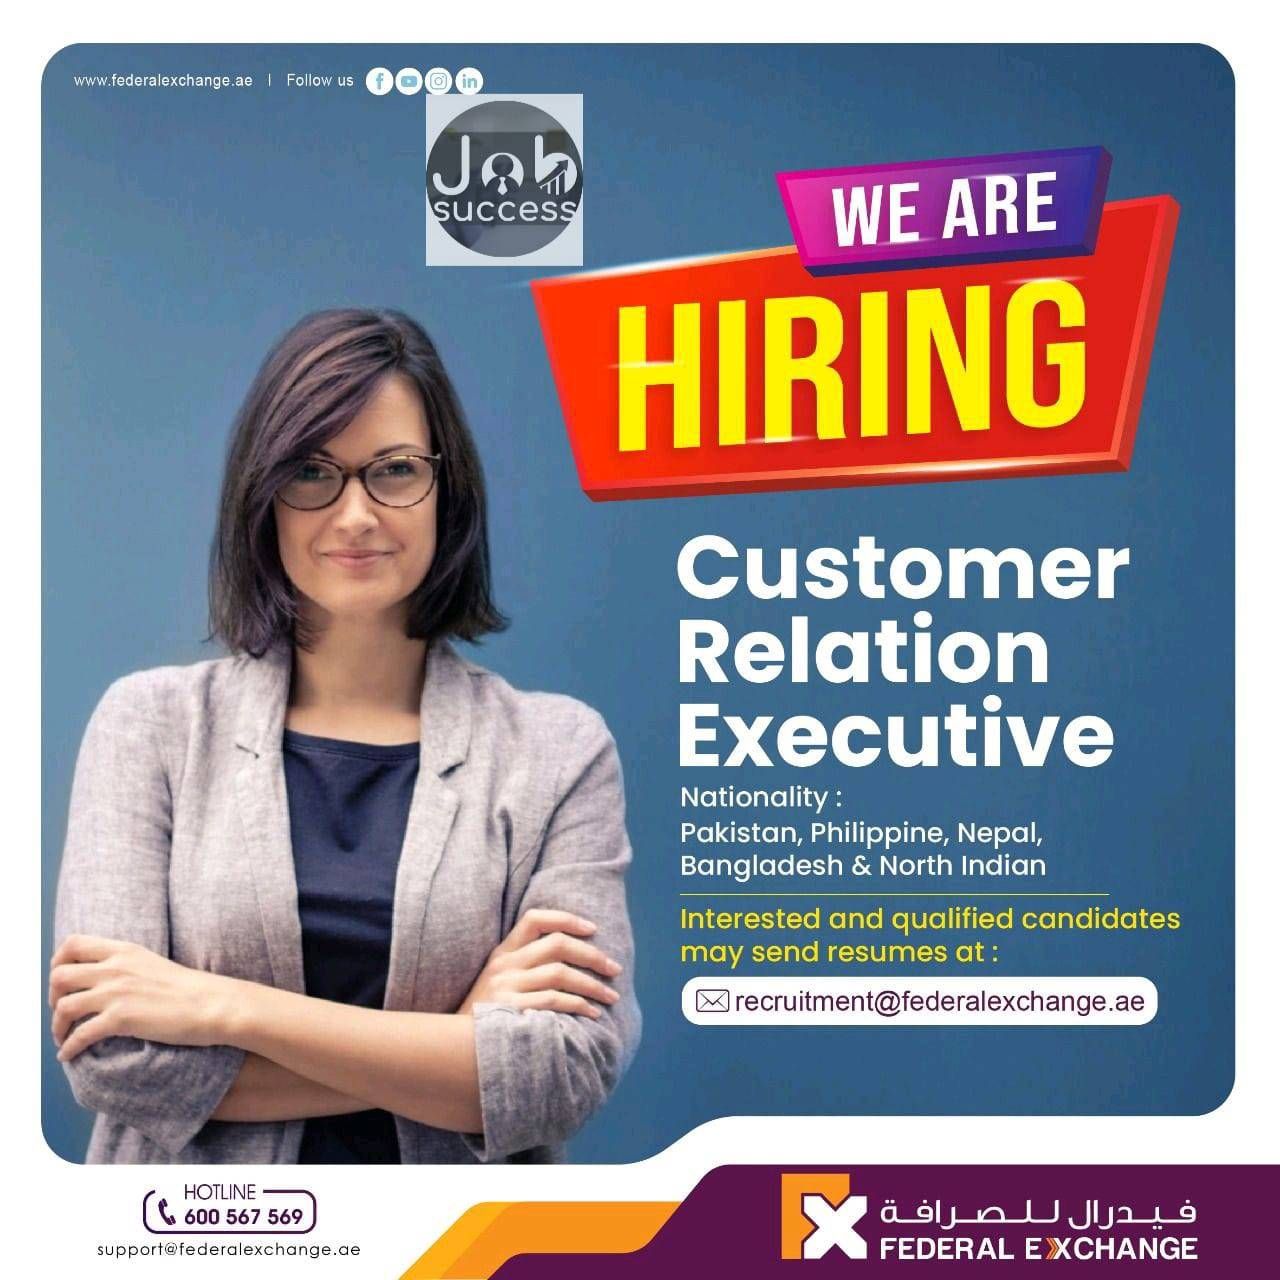 www.federalexchange.ae | Follow us
Job
success
WE ARE
HIRING
Customer
Relation
Executive
Nationality :
Pakistan, Philippine, Nepal,
Bangladesh & North Indian
Interested and qualified candidates
may send resumes at :
recruitment@federalexchange.ae
HOTLINE
600 567 569
support@federalexchange.ae
فيدرال للصرافة
FEDERAL EXCHANGE